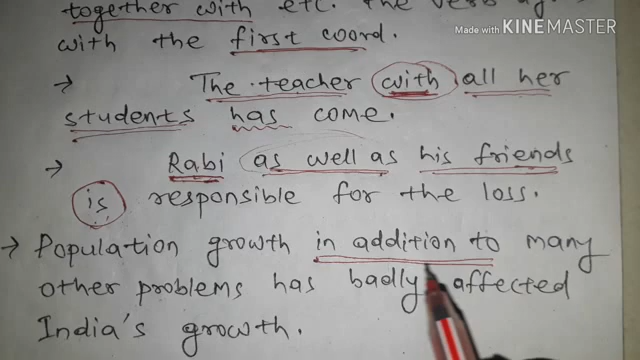 together with etc. The verb ag
with the first coord.
Made with KINEMASTER
→ The teacher with all her
students has come.
→ Rabi as well as his friends
is responsible for the loss.
→ Population growth in addition to many
other problems has badly affected
India's growth.